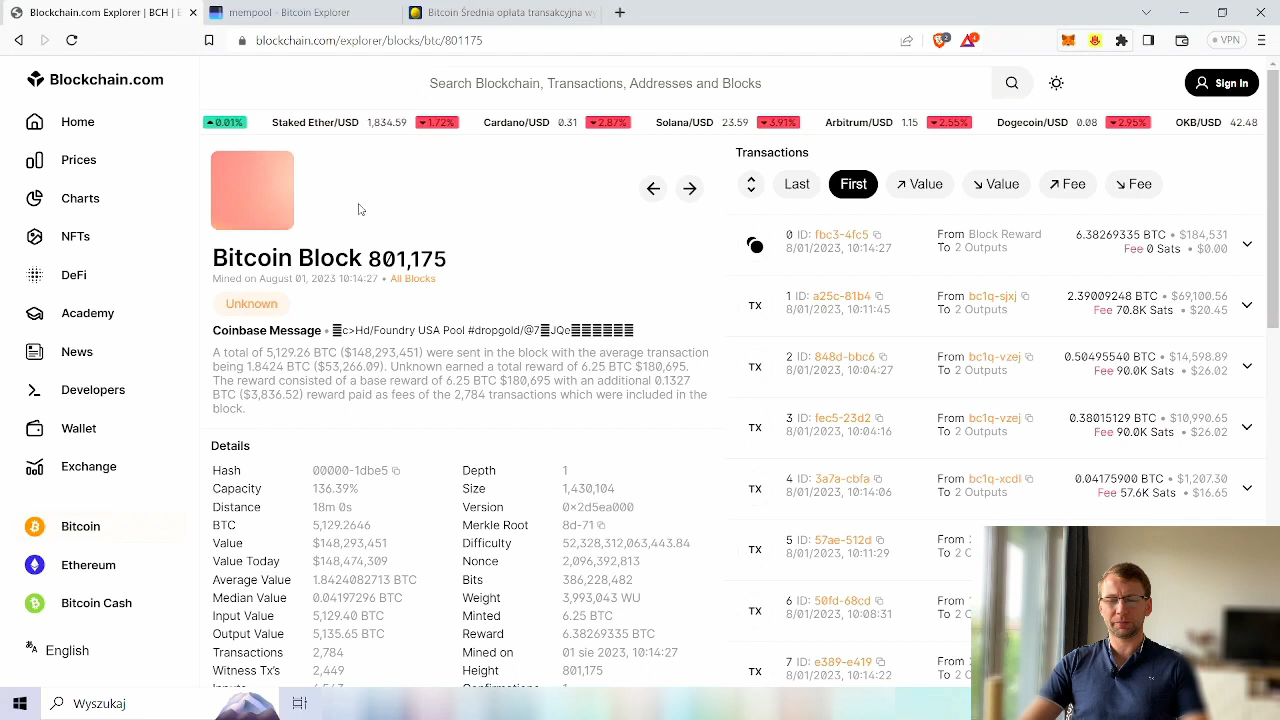 Explorer | Blockchain.com | BCH | E
mempool - Bitcoin Explorer
Bitcoin Średnia opłata transakcyjna wy
blockchain.com/explorer/blocks/btc/801175
2
4
VPN
Blockchain.com
Search Blockchain, Transactions, Addresses and Blocks
Sign In
0.01% Staked Ether/USD 1,834.59 1.72% Cardano/USD 0.31 2.87% Solana/USD 23.59 3.91% Arbitrum/USD 1.15 2.55% Dogecoin/USD 0.08 2.95% OKB/USD 42.48
Home
Prices
Charts
NFTs
DeFi
Academy
News
Developers
Wallet
Exchange
Bitcoin
Ethereum
Bitcoin Cash
English
Bitcoin Block 801,175
Mined on August 01, 2023 10:14:27 • All Blocks
Unknown
Coinbase Message • c>Hd/Foundry USA Pool #dropgold/@7JQe
A total of 5,129.26 BTC ($148,293,451) were sent in the block with the average transaction
being 1.8424 BTC ($53,266.09). Unknown earned a total reward of 6.25 BTC $180,695.
The reward consisted of a base reward of 6.25 BTC $180,695 with an additional 0.1327
BTC ($3,836.52) reward paid as fees of the 2,784 transactions which were included in the
block.
Details
Hash 00000-1dbe5 Depth 1
Capacity 136.39% Size 1,430,104
Distance 18m 0s Version 0x2d5ea000
BTC 5,129.2646 Merkle Root 8d-71
Value $148,293,451 Difficulty 52,328,312,063,443.84
Value Today $148,474,309 Nonce 2,096,392,813
Average Value 1.8424082713 BTC Bits 386,228,482
Median Value 0.04197296 BTC Weight 3,993,043 WU
Input Value 5,129.40 BTC Minted 6.25 BTC
Output Value 5,135.65 BTC Reward 6.38269335 BTC
Transactions 2,784 Mined on 01 sie 2023, 10:14:27
Witness Tx's 2,449 Height 801,175
Transactions
Last First Value Value Fee Fee
0 ID: fbc3-4fc5 From Block Reward 6.38269335 BTC • $184,531
8/01/2023, 10:14:27 To 2 Outputs Fee 0 Sats • $0.00
TX 1 ID: a25c-81b4 From bc1q-sjxj 2.39009248 BTC • $69,100.56
8/01/2023, 10:11:45 To 2 Outputs Fee 70.8K Sats • $20.45
TX 2 ID: 848d-bbc6 From bc1q-vzej 0.50495540 BTC • $14,598.89
8/01/2023, 10:04:27 To 2 Outputs Fee 90.0K Sats • $26.02
TX 3 ID: fec5-23d2 From bc1q-vzej 0.38015129 BTC • $10,990.65
8/01/2023, 10:04:16 To 2 Outputs Fee 90.0K Sats • $26.02
TX 4 ID: 3a7a-cbfa From bc1q-xcdl 0.04175900 BTC • $1,207.30
8/01/2023, 10:14:06 To 2 Outputs Fee 57.6K Sats • $16.65
TX 5 ID: 57ae-512d From
8/01/2023, 10:11:29 To 2
TX 6 ID: 50fd-68cd From
8/01/2023, 10:08:31 To 2
TX 7 ID: e389-e419 From
8/01/2023, 10:14:22 To 2
Wyszukaj